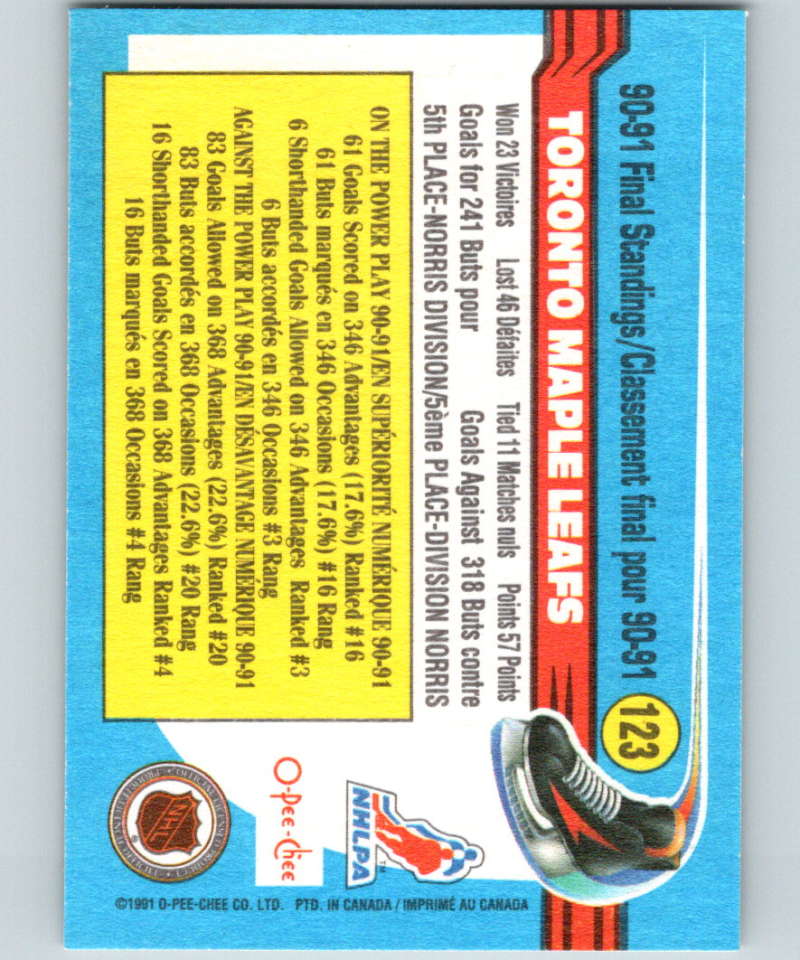 90-91 Final Standings/Classement final pour 90-91
123
TORONTO MAPLE LEAFS
Won 23 Victoires Lost 46 Défaites Tied 11 Matches nuls Points 57 Points
Goals for 241 Buts pour Goals Against 318 Buts contre
5th PLACE-NORRIS DIVISION/5ème PLACE-DIVISION NORRIS
ON THE POWER PLAY 90-91/EN SUPÉRIORITÉ NUMÉRIQUE 90-91
61 Goals Scored on 346 Advantages (17.6%) Ranked #16
61 Buts marqués en 346 Occasions (17.6%) #16 Rang
6 Shorthanded Goals Allowed on 346 Advantages Ranked #3
6 Buts accordés en 346 Occasions #3 Rang
AGAINST THE POWER PLAY 90-91/EN DÉSAVANTAGE NUMÉRIQUE 90-91
83 Goals Allowed on 368 Advantages (22.6%) Ranked #20
83 Buts accordés en 368 Occasions (22.6%) #20 Rang
16 Shorthanded Goals Scored on 368 Advantages Ranked #4
16 Buts marqués en 368 Occasions #4 Rang
NHLPA
TM
O-Pee-Chee
NHL
©1991 O-PEE-CHEE CO. LTD. PTD. IN CANADA / IMPRIMÉ AU CANADA